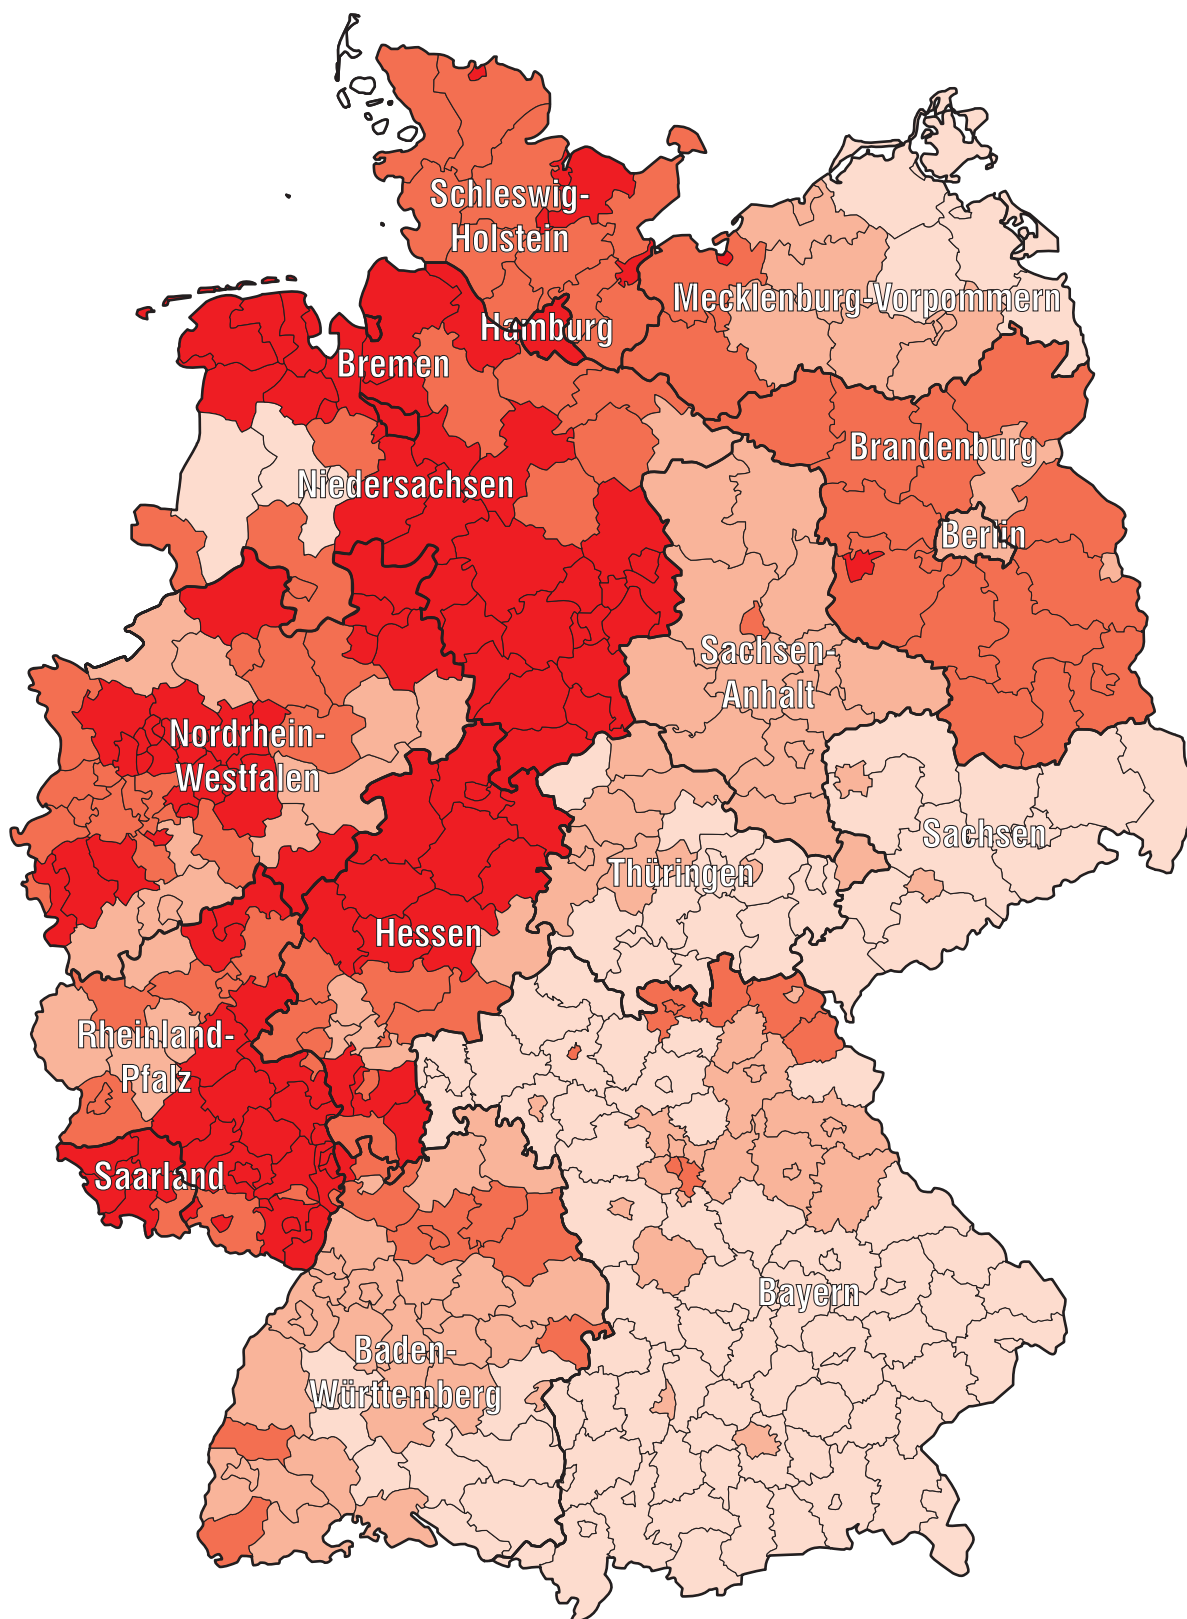 Schleswig-
Holstein
Mecklenburg-Vorpommern
Hamburg
Bremen
Brandenburg
Niedersachsen
Berlin
Sachsen-
Anhalt
Nordrhein-
Westfalen
Sachsen
Thüringen
Hessen
Rheinland-
Pfalz
Saarland
Bayern
Baden-
Württemberg